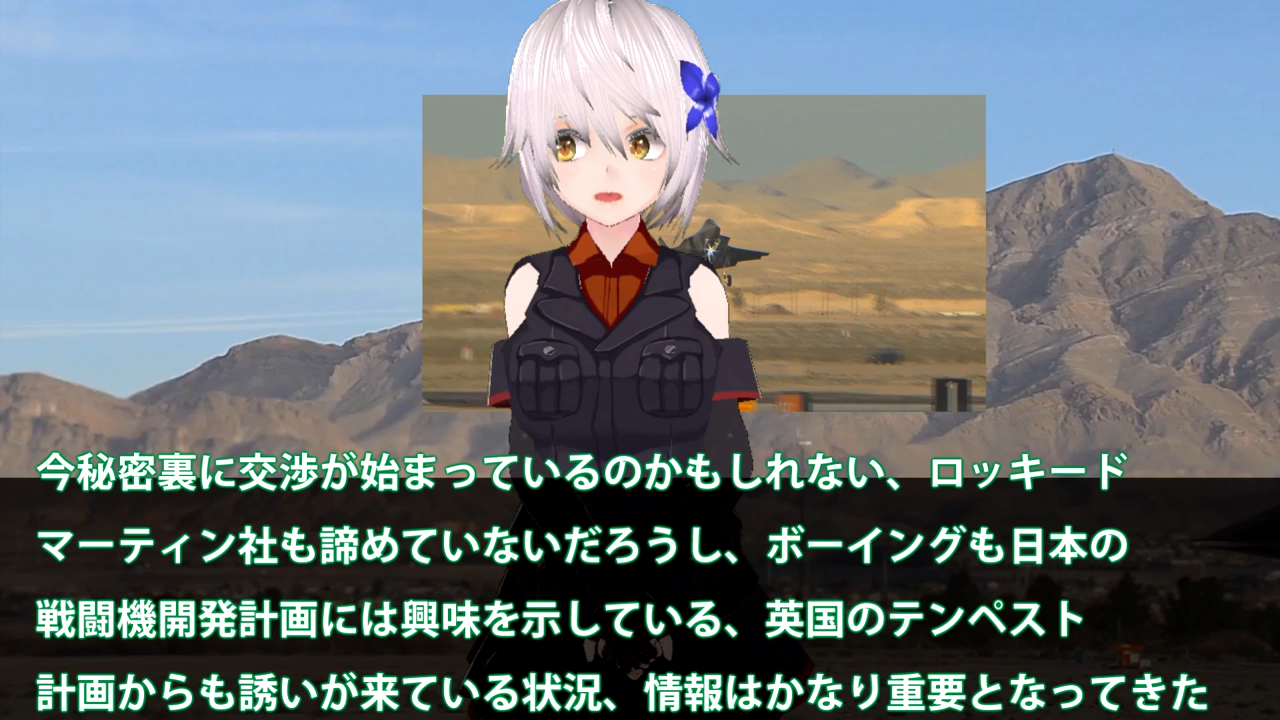 今秘密裏に交渉が始まっているのかもしれない、ロッキード
マーティン社も諦めていないだろうし、ボーイングも日本の
戦闘機開発計画には興味を示している、英国のテンペスト
計画からも誘いが来ている状況、情報はかなり重要となってきた